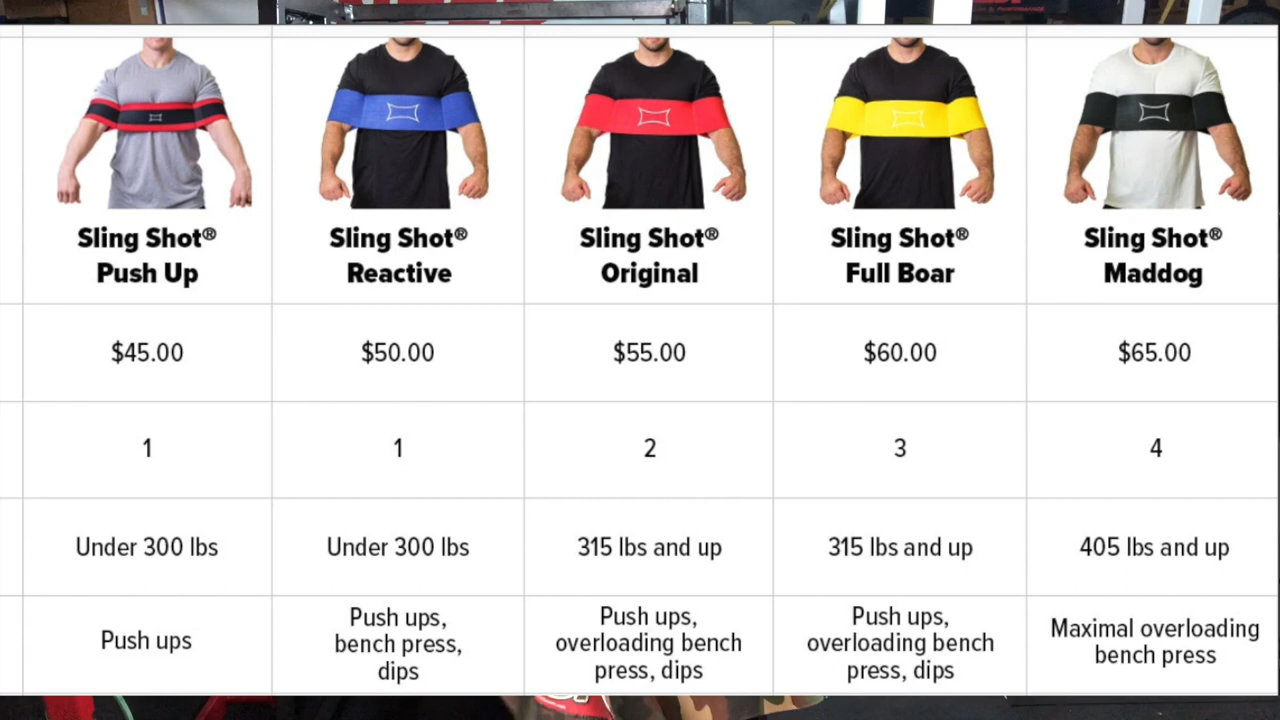 Sling Shot®
Push Up
Sling Shot®
Reactive
Sling Shot®
Original
Sling Shot®
Full Boar
Sling Shot®
Maddog
$45.00
$50.00
$55.00
$60.00
$65.00
1
1
2
3
4
Under 300 lbs
Under 300 lbs
315 lbs and up
315 lbs and up
405 lbs and up
Push ups
Push ups,
bench press,
dips
Push ups,
overloading bench
press, dips
Push ups,
overloading bench
press, dips
Maximal overloading
bench press